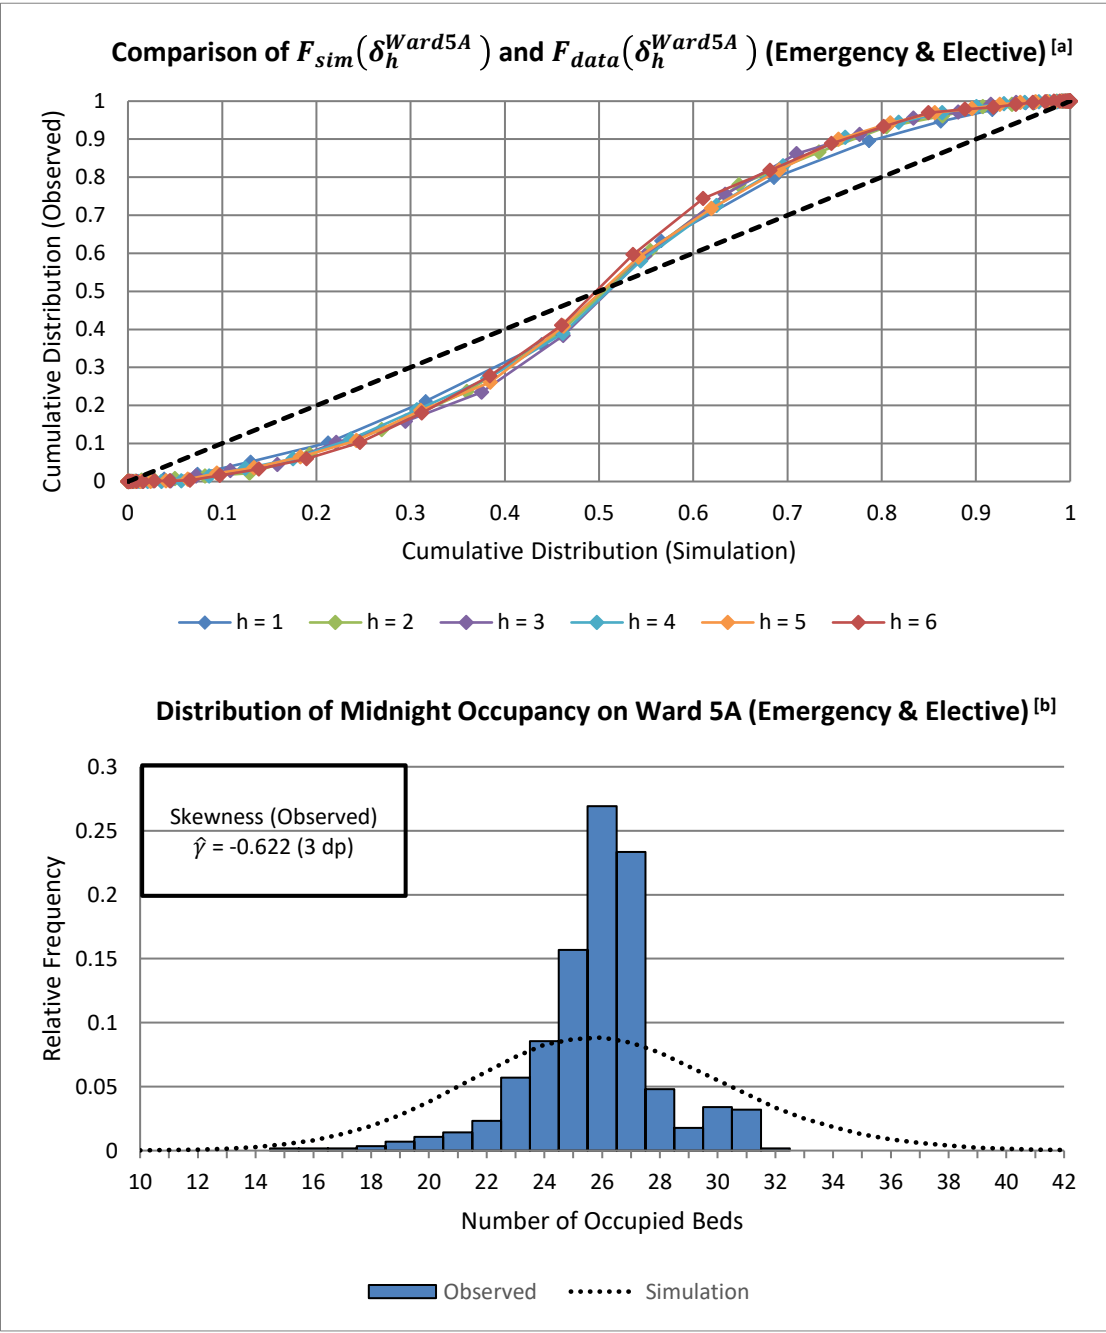 Comparison of F_sim(δ_h^Ward5A) and F_data(δ_h^Ward5A) (Emergency & Elective) [a]
Cumulative Distribution (Observed)
1
0.9
0.8
0.7
0.6
0.5
0.4
0.3
0.2
0.1
0
0 0.1 0.2 0.3 0.4 0.5 0.6 0.7 0.8 0.9 1
Cumulative Distribution (Simulation)
h = 1 h = 2 h = 3 h = 4 h = 5 h = 6
Distribution of Midnight Occupancy on Ward 5A (Emergency & Elective) [b]
Relative Frequency
0.3
0.25
0.2
0.15
0.1
0.05
0
Skewness (Observed)
γ̂ = -0.622 (3 dp)
10 12 14 16 18 20 22 24 26 28 30 32 34 36 38 40 42
Number of Occupied Beds
Observed Simulation